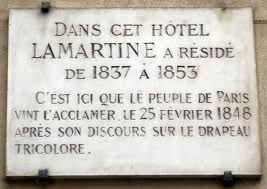 DANS CET HÔTEL
LAMARTINE A RÉSIDÉ
DE 1837 À 1853
C'EST ICI QUE LE PEUPLE DE PARIS
VINT L'ACCLAMER LE 25 FÉVRIER 1848
APRÈS SON DISCOURS SUR LE DRAPEAU
TRICOLORE.